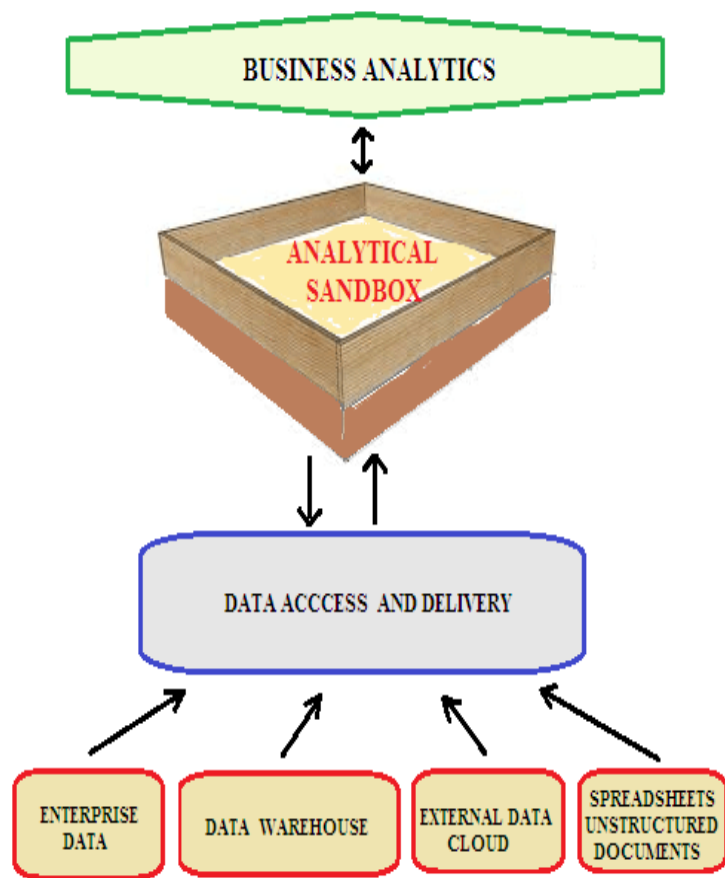 BUSINESS ANALYTICS
ANALYTICAL
SANDBOX
DATA ACCCESS AND DELIVERY
ENTERPRISE
DATA
DATA WAREHOUSE
EXTERNAL DATA
CLOUD
SPREADSHEETS
UNSTRUCTURED
DOCUMENTS